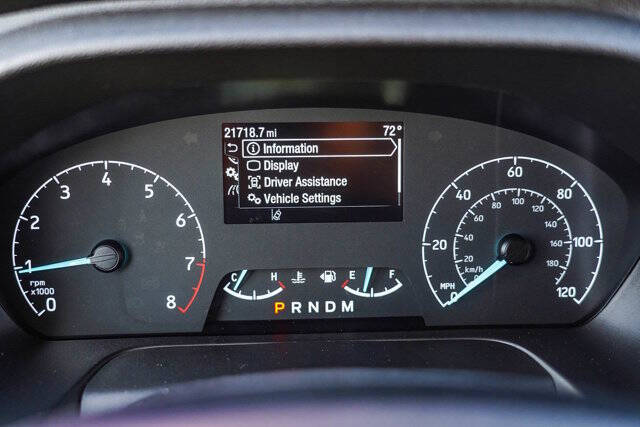 21718.7 mi 72°
Information
Display
Driver Assistance
Vehicle Settings
0 1 2 3 4 5 6 7 8
rpm
x1000
C H E F
P R N D M
0 20 40 60 80 100 120
MPH
0 20 40 60 80 100 120 140 160 180
km/h